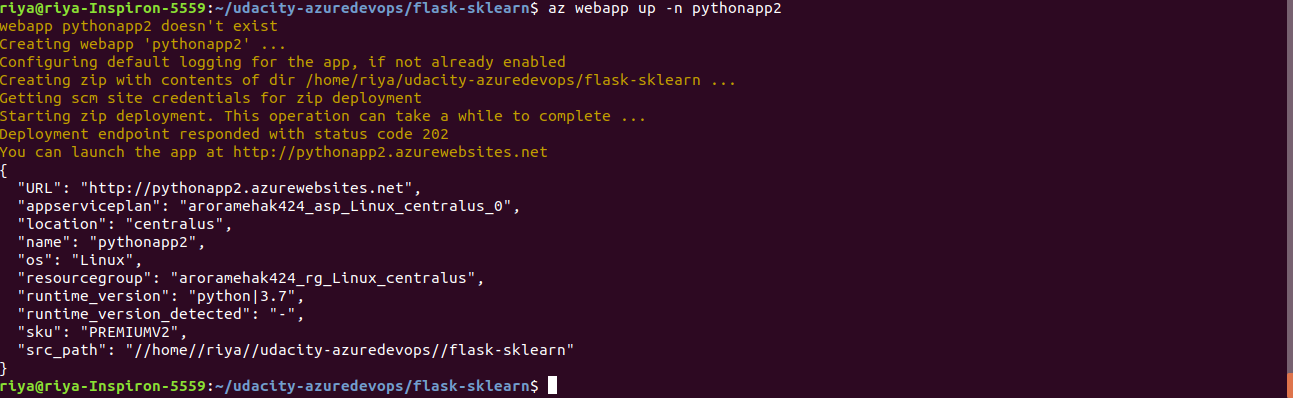 riya@riya-Inspiron-5559:~/udacity-azuredevops/flask-sklearn$ az webapp up -n pythonapp2
webapp pythonapp2 doesn't exist
Creating webapp 'pythonapp2' ...
Configuring default logging for the app, if not already enabled
Creating zip with contents of dir /home/riya/udacity-azuredevops/flask-sklearn ...
Getting scm site credentials for zip deployment
Starting zip deployment. This operation can take a while to complete ...
Deployment endpoint responded with status code 202
You can launch the app at http://pythonapp2.azurewebsites.net
{
  "URL": "http://pythonapp2.azurewebsites.net",
  "appserviceplan": "aroramehak424_asp_Linux_centralus_0",
  "location": "centralus",
  "name": "pythonapp2",
  "os": "Linux",
  "resourcegroup": "aroramehak424_rg_Linux_centralus",
  "runtime_version": "python|3.7",
  "runtime_version_detected": "-",
  "sku": "PREMIUMV2",
  "src_path": "//home//riya//udacity-azuredevops//flask-sklearn"
}
riya@riya-Inspiron-5559:~/udacity-azuredevops/flask-sklearn$